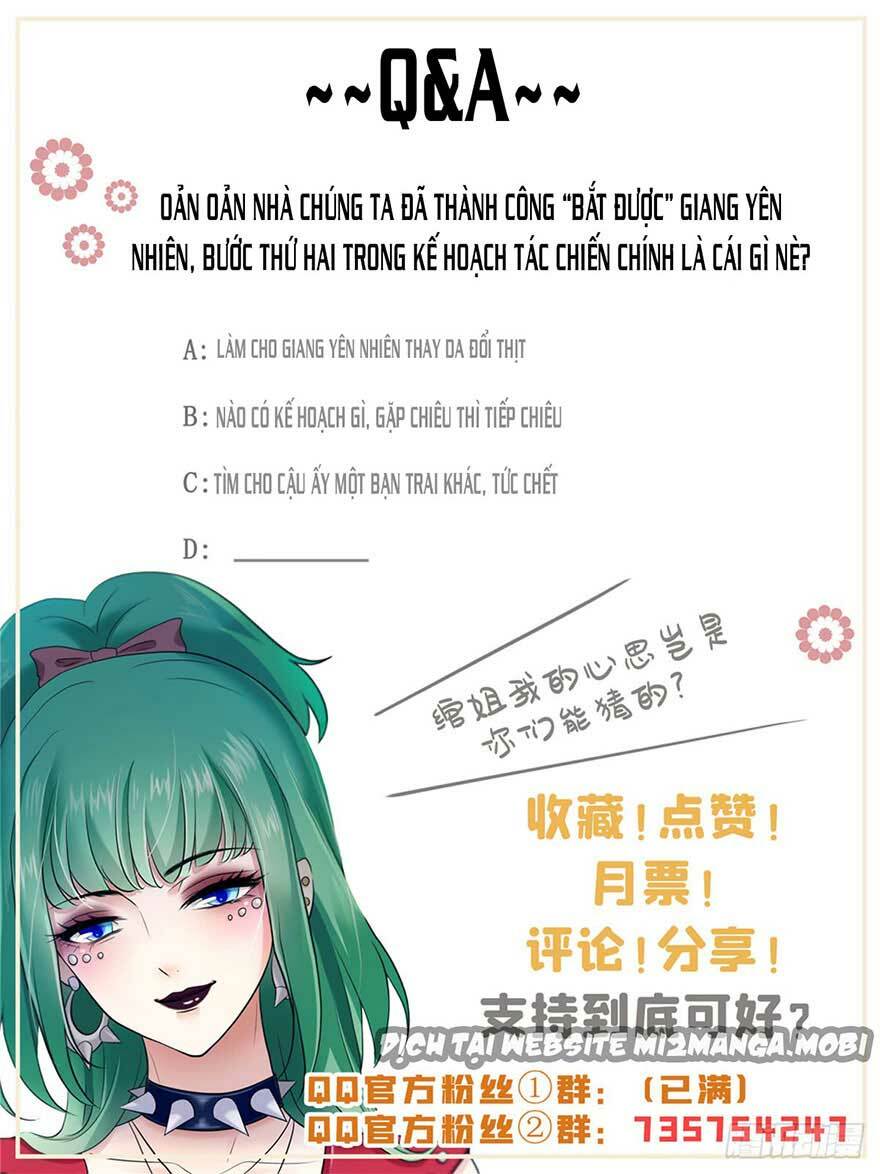 ~~Q&A~~
OẢN OẢN NHÀ CHÚNG TA ĐÃ THÀNH CÔNG “BẮT ĐƯỢC” GIANG YÊN
NHIÊN, BƯỚC THỨ HAI TRONG KẾ HOẠCH TÁC CHIẾN CHÍNH LÀ CÁI GÌ NÈ?
A: LÀM CHO GIANG YÊN NHIÊN THAY DA ĐỔI THỊT
B: NÀO CÓ KẾ HOẠCH GÌ, GẶP CHIÊU THÌ TIẾP CHIÊU
C: TÌM CHO CẬU ẤY MỘT BẠN TRAI KHÁC, TỨC CHẾT
D:
绾姐我的心思岂是
你们能猜的?
收藏!点赞!
月票!
评论!分享!
支持到底可好?
DỊCH TẠI WEBSITE MI2MANGA.MOBI
QQ官方粉丝①群: (已满)
QQ官方粉丝②群: 735754247